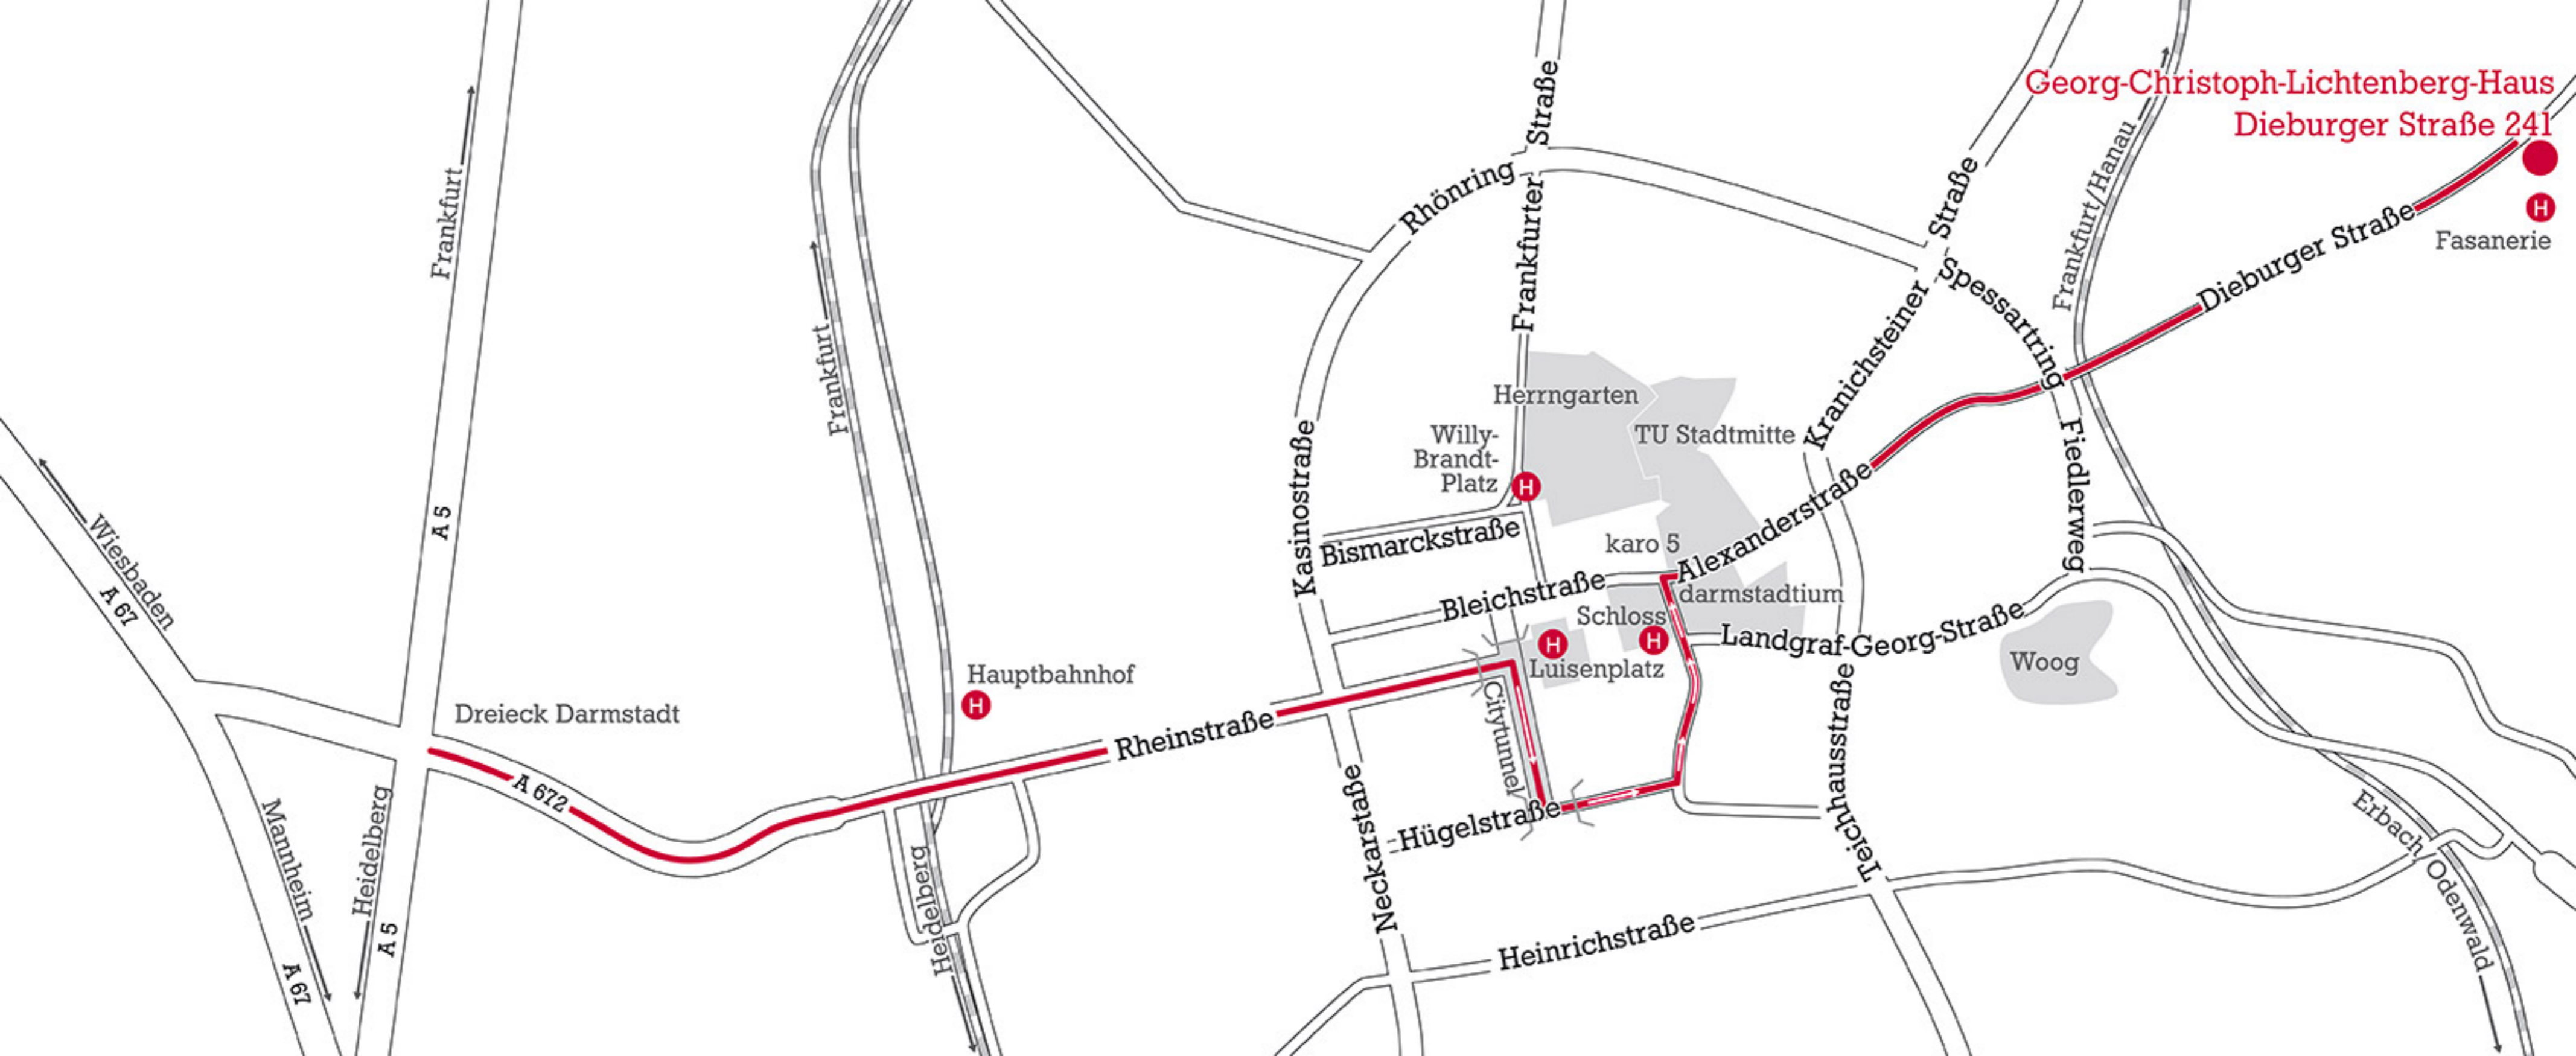 Georg-Christoph-Lichtenberg-Haus
Dieburger Straße 241
H
Fasanerie
Dieburger Straße
Frankfurt/Hanau
Spessartring
Kranichsteiner Straße
Frankfurter Straße
Rhönring
Frankfurt
Frankfurt
A 5
Wiesbaden
A 67
Herrngarten
TU Stadtmitte
Willy-
Brandt-
Platz
H
Kasinostraße
Bismarckstraße
karo 5
Alexanderstraße
Fiedlerweg
Bleichstraße
darmstadtium
Schloss
H
H
Luisenplatz
Landgraf-Georg-Straße
Woog
Hauptbahnhof
H
Dreieck Darmstadt
A 672
Rheinstraße
Citytunnel
Hügelstraße
Teichhausstraße
Neckarstaße
Heinrichstraße
Mannheim
A 67
Heidelberg
A 5
Heidelberg
Erbach
Odenwald